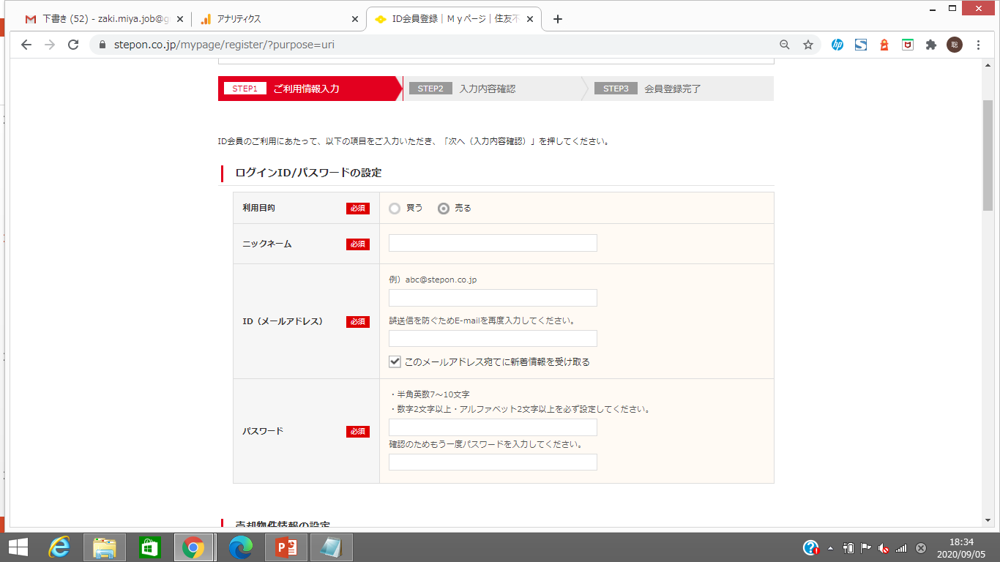 下書き (52) - zaki.miya.job@g
アナリティクス
ID会員登録｜Ｍｙページ｜住友不
stepon.co.jp/mypage/register/?purpose=uri
聡
STEP1 ご利用情報入力
STEP2 入力内容確認
STEP3 会員登録完了
ID会員のご利用にあたって、以下の項目をご入力いただき、「次へ（入力内容確認）」を押してください。
ログインID/パスワードの設定
利用目的 必須 買う 売る
ニックネーム 必須
例）abc@stepon.co.jp
ID（メールアドレス） 必須
誤送信を防ぐためE-mailを再度入力してください。
このメールアドレス宛てに新着情報を受け取る
・半角英数7～10文字
・数字2文字以上・アルファベット2文字以上を必ず設定してください。
パスワード 必須
確認のためもう一度パスワードを入力してください。
売却物件情報の設定
18:34
2020/09/05